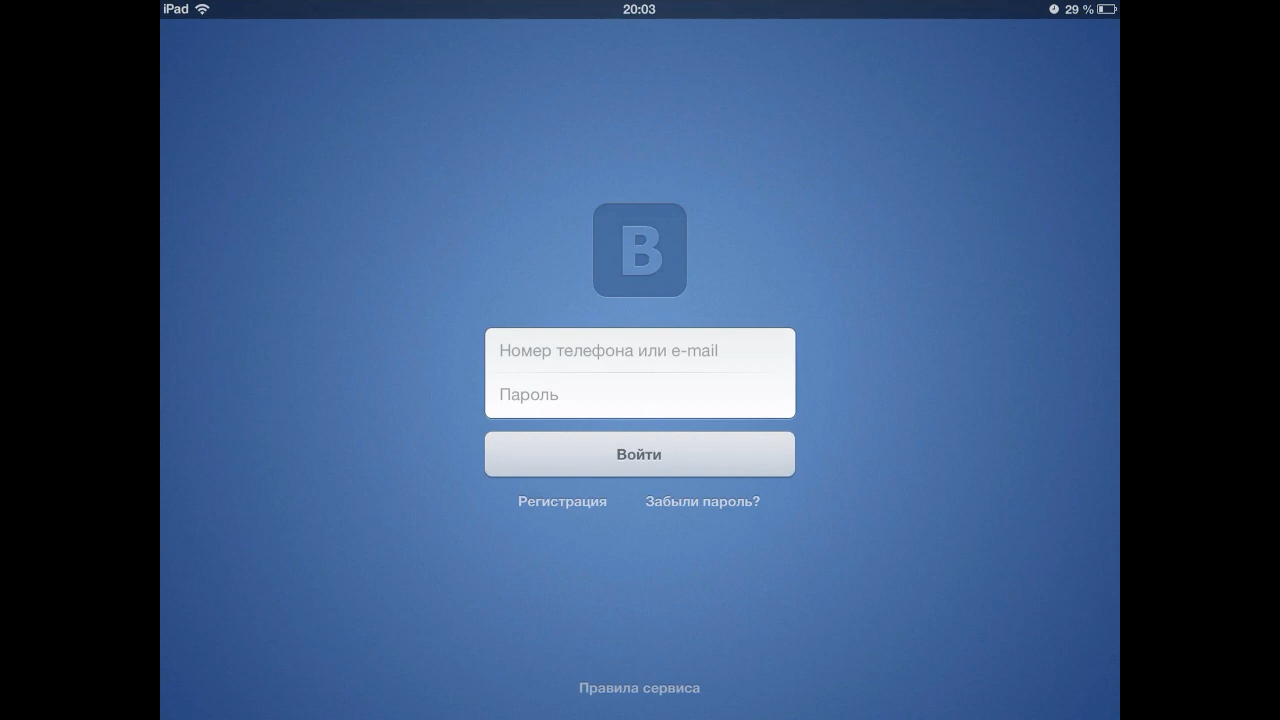 iPad 20:03 29 %
В
Номер телефона или e-mail
Пароль
Войти
Регистрация Забыли пароль?
Правила сервиса